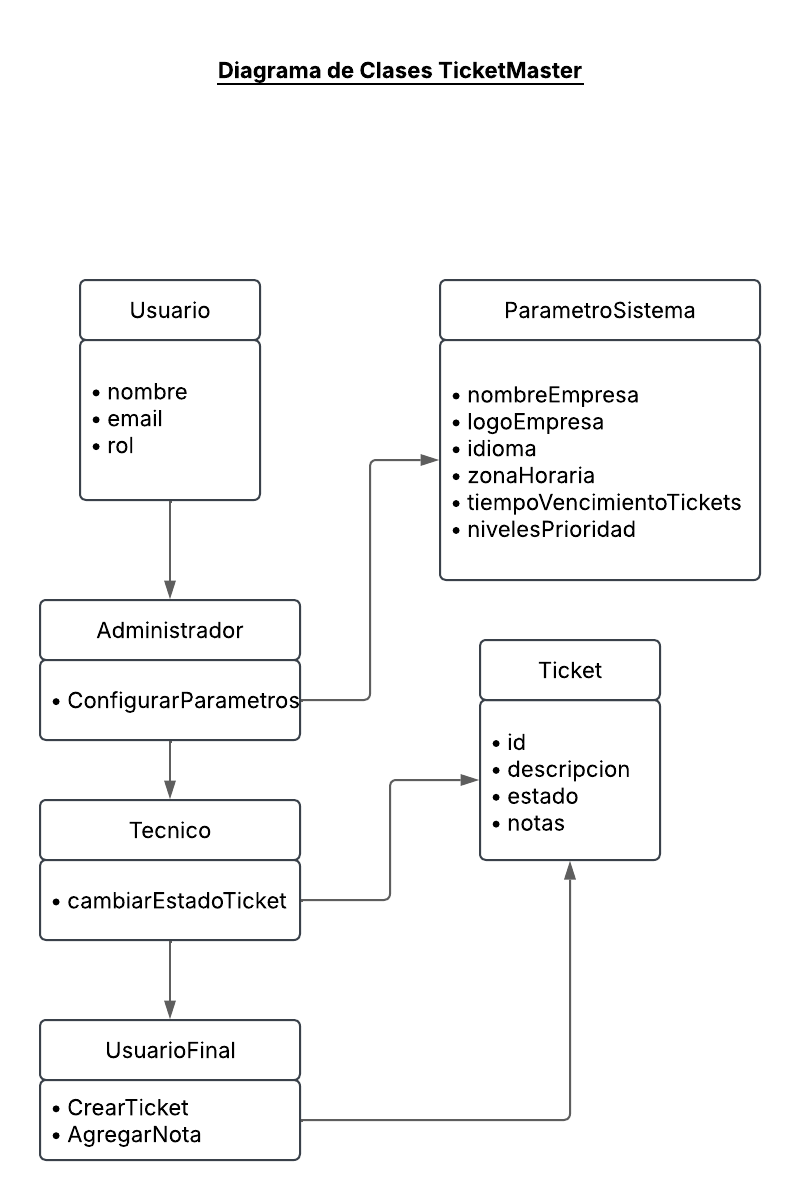 Diagrama de Clases TicketMaster
Usuario
• nombre
• email
• rol
ParametroSistema
• nombreEmpresa
• logoEmpresa
• idioma
• zonaHoraria
• tiempoVencimientoTickets
• nivelesPrioridad
Administrador
• ConfigurarParametros
Ticket
• id
• descripcion
• estado
• notas
Tecnico
• cambiarEstadoTicket
UsuarioFinal
• CrearTicket
• AgregarNota